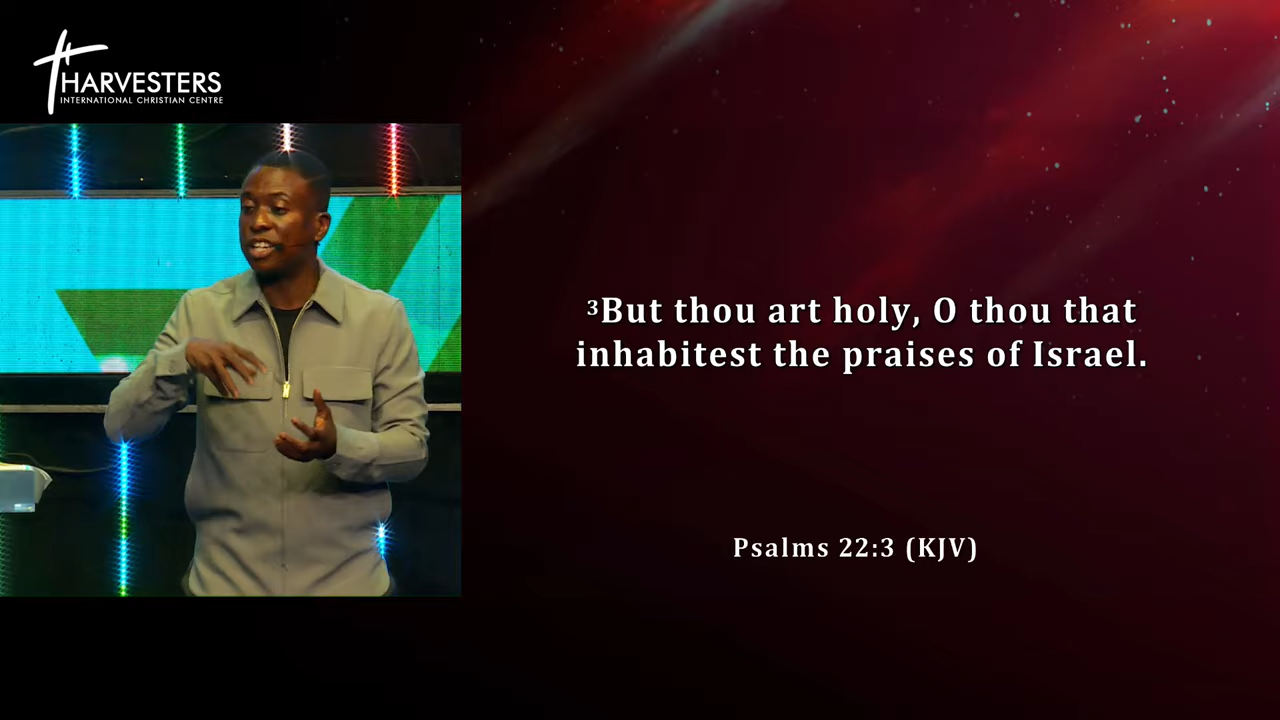 HARVESTERS
INTERNATIONAL CHRISTIAN CENTRE
³But thou art holy, O thou that
inhabitest the praises of Israel.
Psalms 22:3 (KJV)